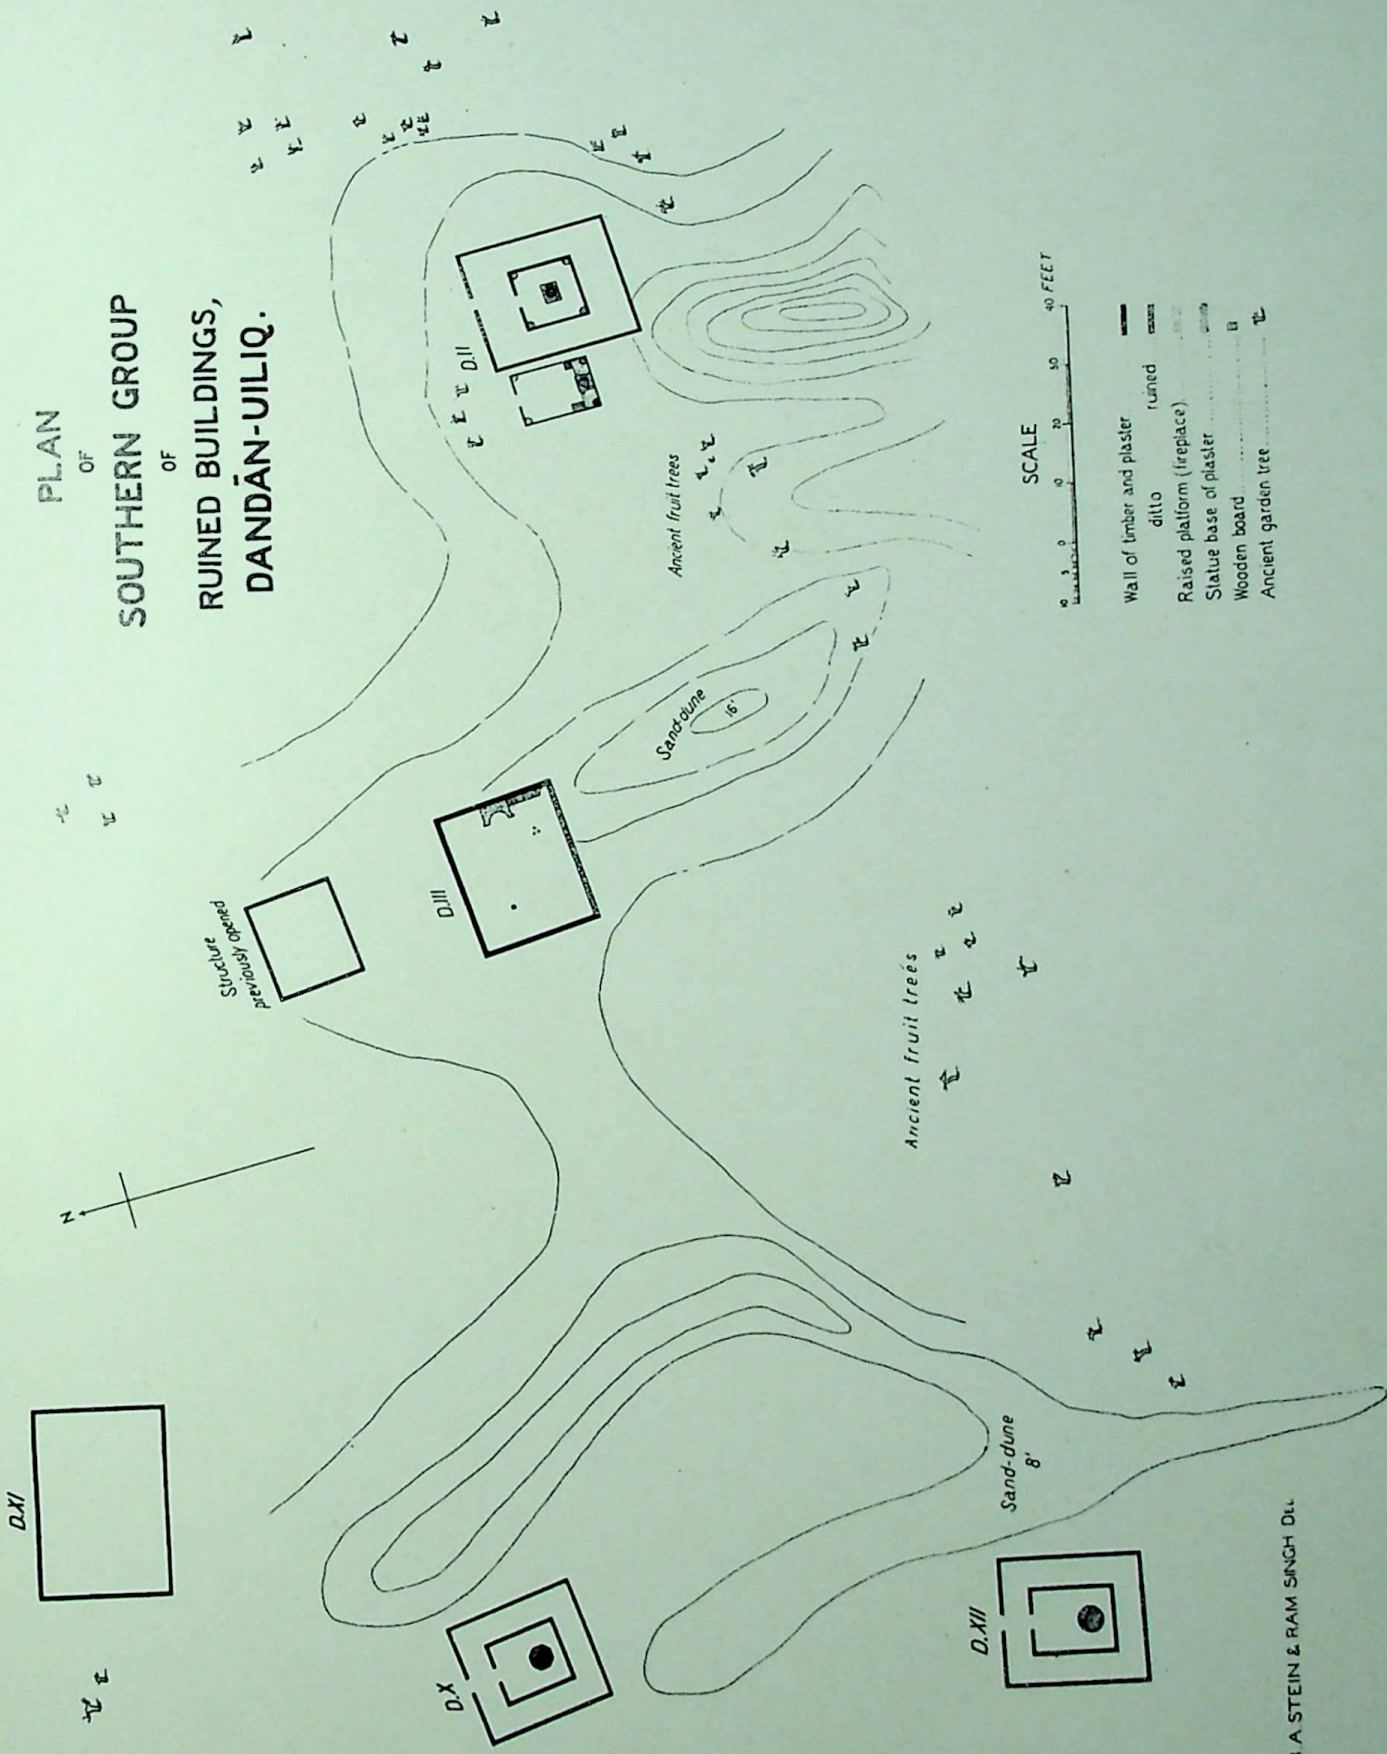 PLAN
OF
SOUTHERN GROUP
OF
RUINED BUILDINGS,
DANDĀN-UILIQ.
D.XI
N
Structure
previously opened
D.III
D.II
D.X
Sand-dune
16'
Ancient fruit trees
Ancient fruit trees
D.XII
Sand-dune
8'
SCALE
10 5 0 10 20 30 40 FEET
Wall of timber and plaster
ditto ruined
Raised platform (fireplace)
Statue base of plaster
Wooden board
Ancient garden tree
A. STEIN & RAM SINGH